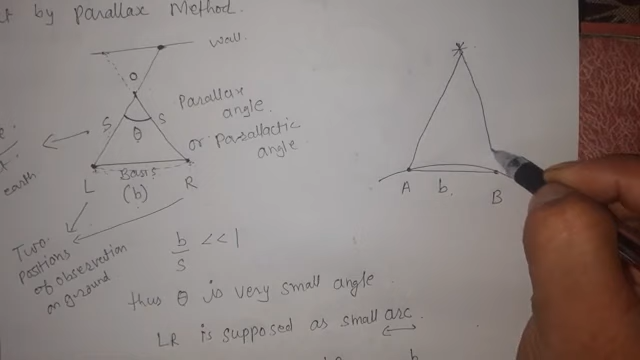 t by Parallax Method.
Wall.
O
S
S
θ
Parallax
angle.
or Parallactic
angle.
earth
Basis
L
(b)
R
A
b
B
Two
Positions
of observation
on ground
b/s << 1
thus θ is very small angle.
LR is supposed as small arc.
b